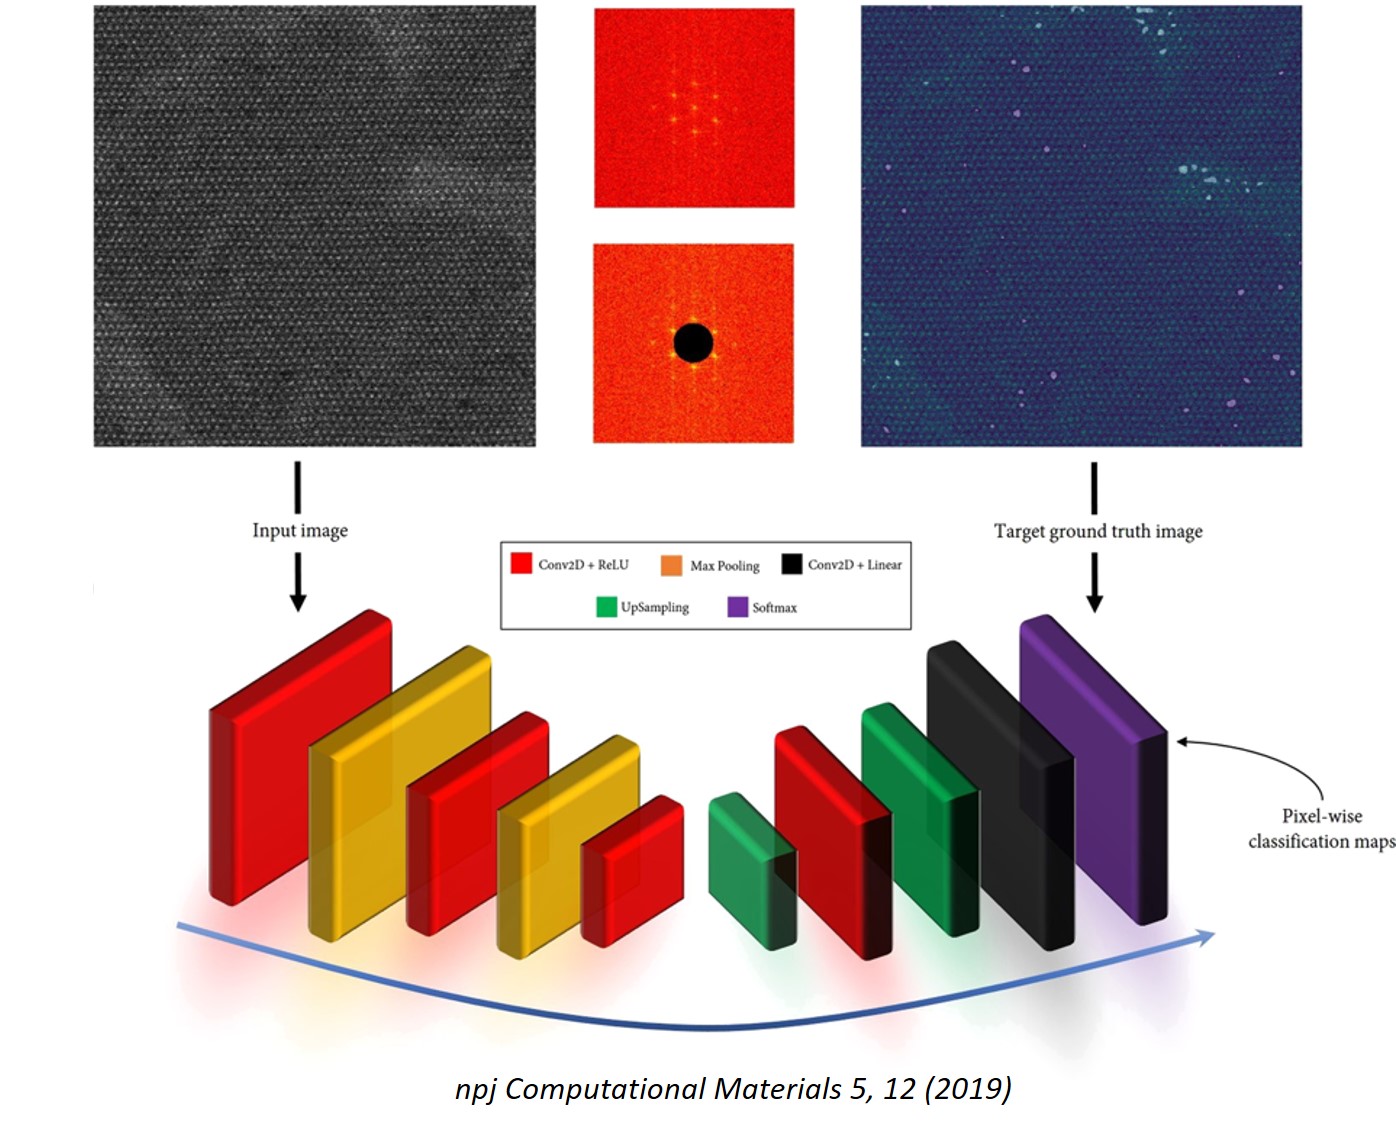 Input image
Target ground truth image
Conv2D + ReLU
Max Pooling
Conv2D + Linear
UpSampling
Softmax
Pixel-wise
classification maps
npj Computational Materials 5, 12 (2019)